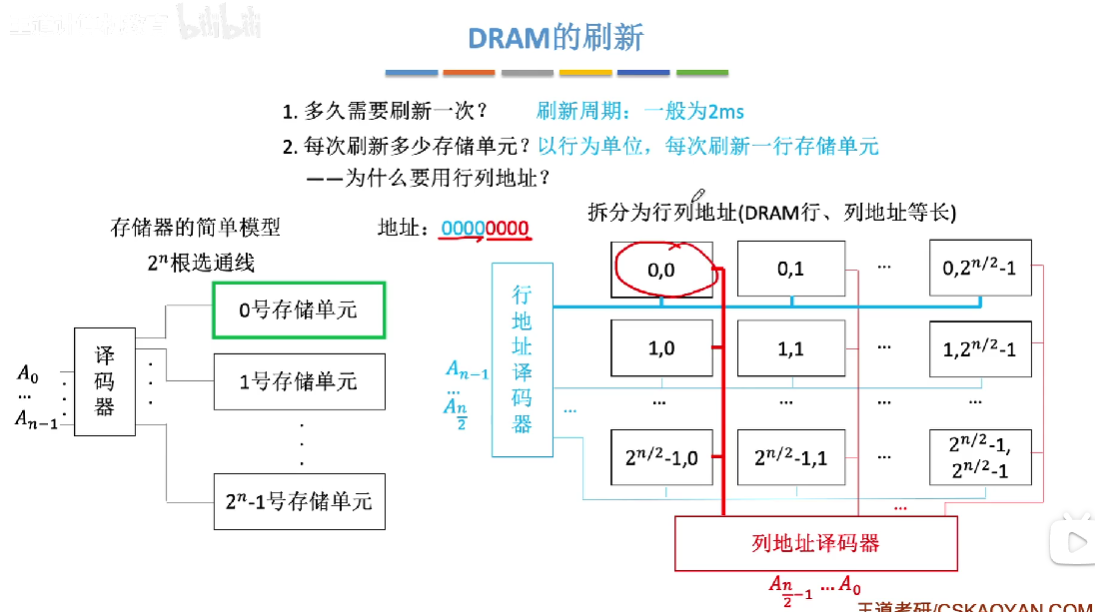 bilibili
DRAM的刷新
1. 多久需要刷新一次？ 刷新周期：一般为2ms
2. 每次刷新多少存储单元？以行为单位，每次刷新一行存储单元
——为什么要用行列地址？
存储器的简单模型
2ⁿ根选通线
译码器
A₀
...
Aₙ₋₁
0号存储单元
1号存储单元
2ⁿ-1号存储单元
地址：00000000
拆分为行列地址(DRAM行、列地址等长)
行地址译码器
Aₙ₋₁
...
A_{n/2}
0,0 0,1 ... 0,2^{n/2}-1
1,0 1,1 ... 1,2^{n/2}-1
... ... ... ... ...
2^{n/2}-1,0 2^{n/2}-1,1 ... 2^{n/2}-1,
2^{n/2}-1
...
列地址译码器
A_{n/2-1} ... A₀
王道考研/CSKAOYAN.COM